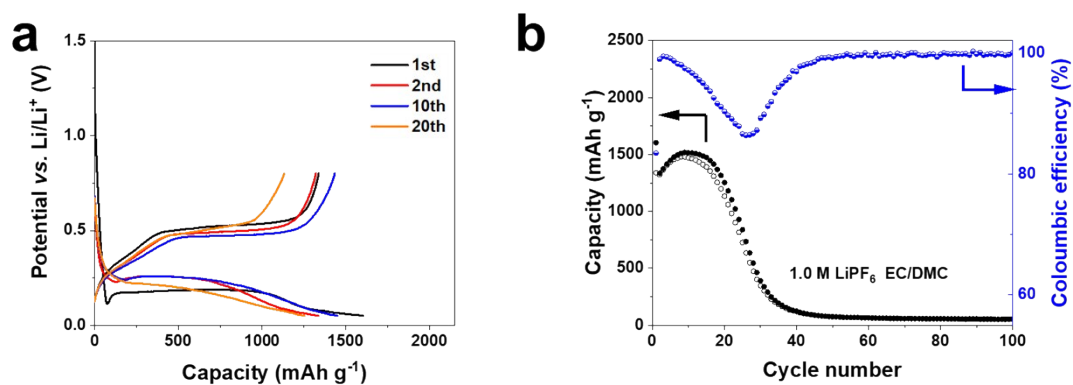 a
1.5
1.0
0.5
0.0
Potential vs. Li/Li⁺ (V)
1st
2nd
10th
20th
0
500
1000
1500
2000
Capacity (mAh g⁻¹)
b
2500
2000
1500
1000
500
0
Capacity (mAh g⁻¹)
1.0 M LiPF₆ EC/DMC
0
20
40
60
80
100
Cycle number
100
80
60
Coloumbic efficiency (%)